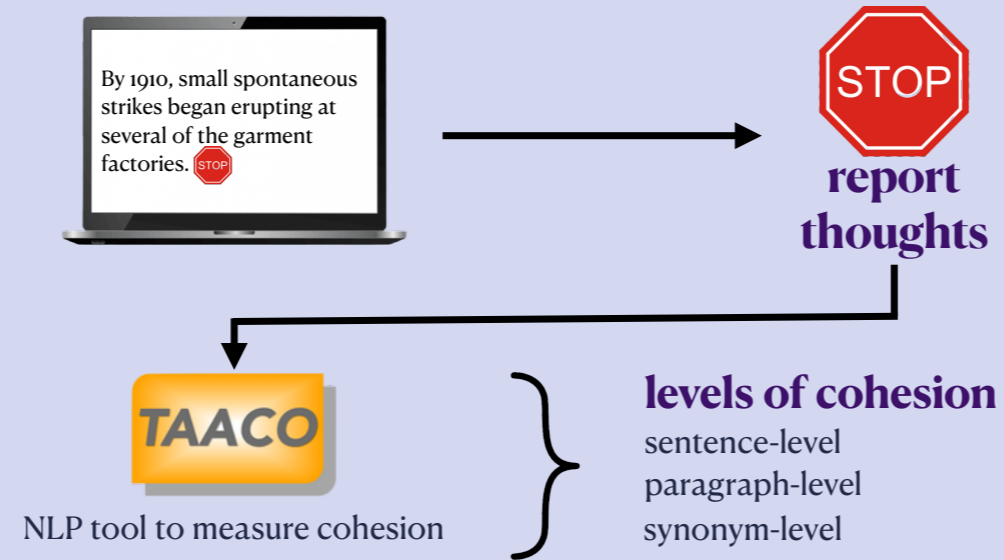 By 1910, small spontaneous
strikes began erupting at
several of the garment
factories. STOP
STOP
report
thoughts
TAACO
NLP tool to measure cohesion
levels of cohesion
sentence-level
paragraph-level
synonym-level